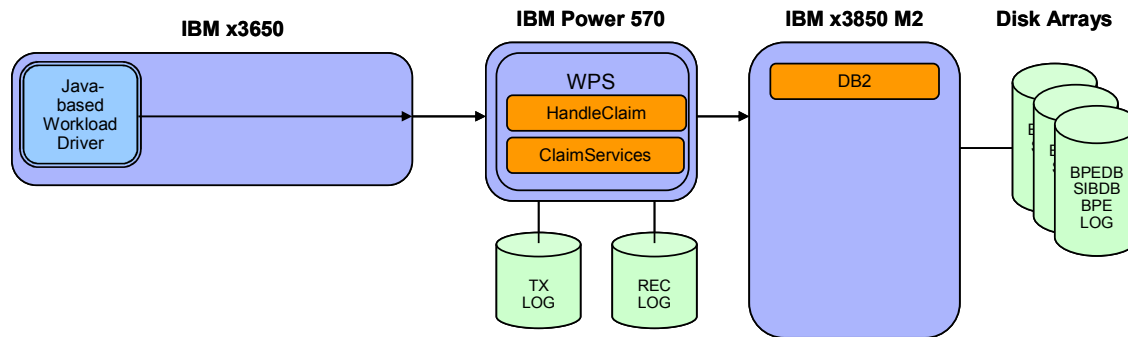 IBM x3650
IBM Power 570
IBM x3850 M2
Disk Arrays
Java-
based
Workload
Driver
WPS
HandleClaim
ClaimServices
DB2
TX
LOG
REC
LOG
BPEDB
SIBDB
BPE
LOG